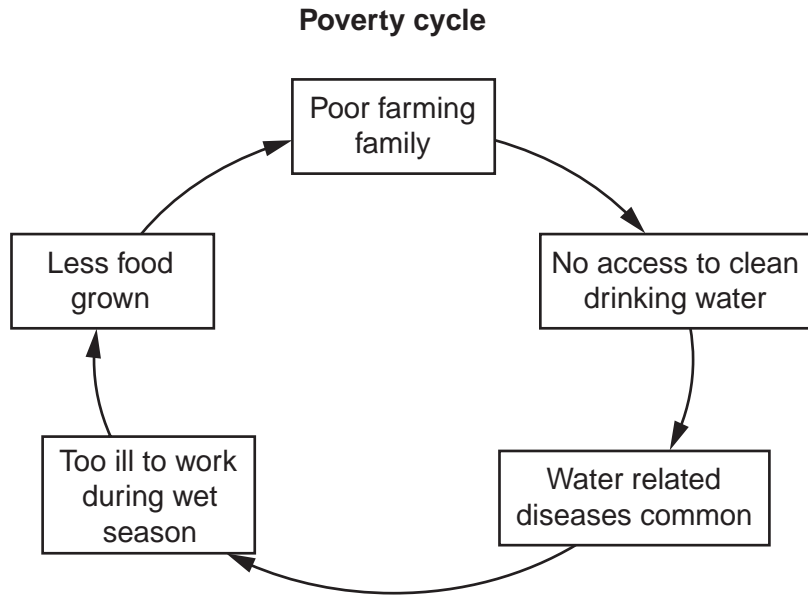 Poverty cycle
Poor farming
family
No access to clean
drinking water
Water related
diseases common
Too ill to work
during wet
season
Less food
grown